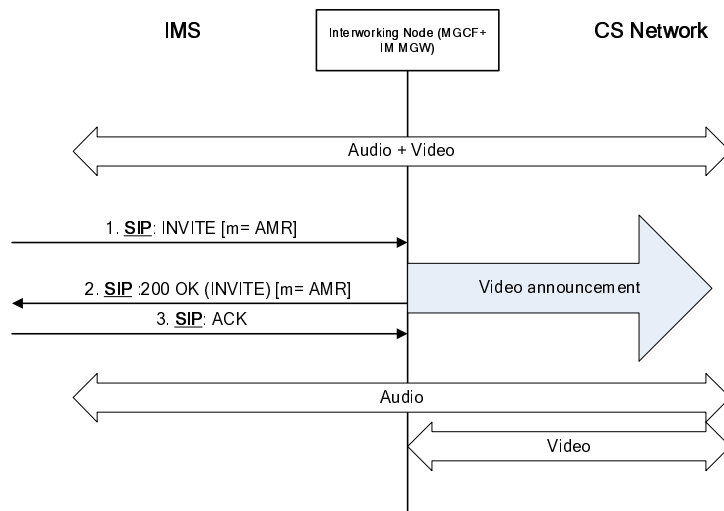 IMS
Interworking Node (MGCF+
IM MGW)
CS Network
Audio + Video
1. SIP: INVITE [m= AMR]
2. SIP :200 OK (INVITE) [m= AMR]
Video announcement
3. SIP: ACK
Audio
Video